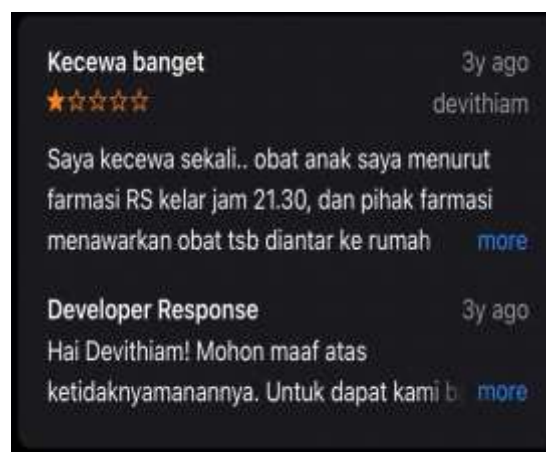 Kecewa banget 3y ago
devithiam
Saya kecewa sekali.. obat anak saya menurut
farmasi RS kelar jam 21.30, dan pihak farmasi
menawarkan obat tsb diantar ke rumah more
Developer Response 3y ago
Hai Devithiam! Mohon maaf atas
ketidaknyamanannya. Untuk dapat kami more